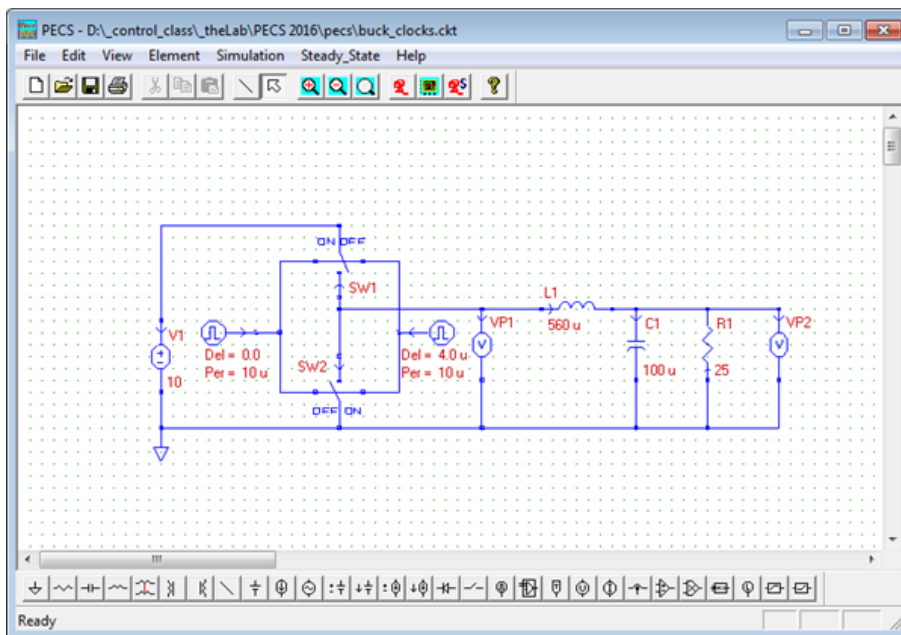 PECS - D:\_control_class\_theLab\PECS 2016\pecs\buck_clocks.ckt
File Edit View Element Simulation Steady_State Help
ON OFF
SW1
L1
V1
VP1
560 u
C1
R1
VP2
Del = 0.0
Per = 10 u
SW2
Del = 4.0 u
Per = 10 u
10
100 u
25
OFF ON
Ready